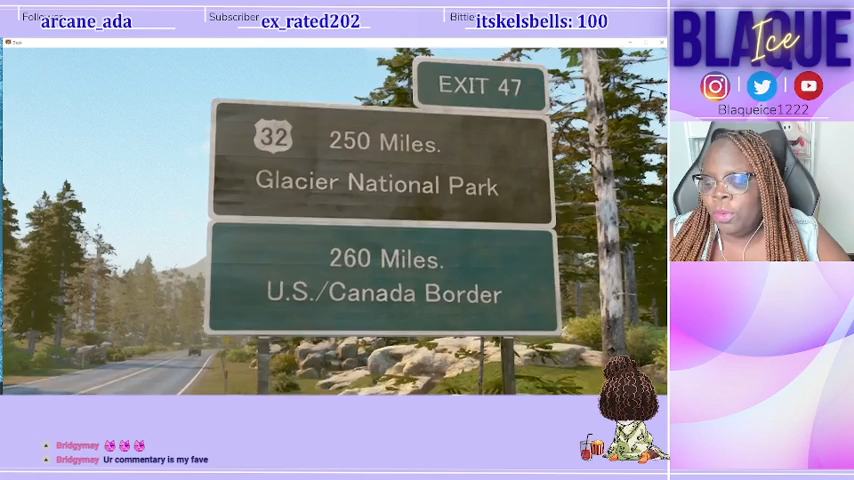 Follower
arcane_ada
Subscriber
ex_rated202
Bittie
itskelsbells: 100
BLAQUE
Ice
Blaqueice1222
EXIT 47
32 250 Miles.
Glacier National Park
260 Miles.
U.S./Canada Border
Bridgymay
Bridgymay Ur commentary is my fave